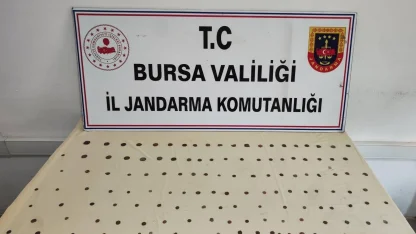 T.C
BURSA VALİLİĞİ
İL JANDARMA KOMUTANLIĞI